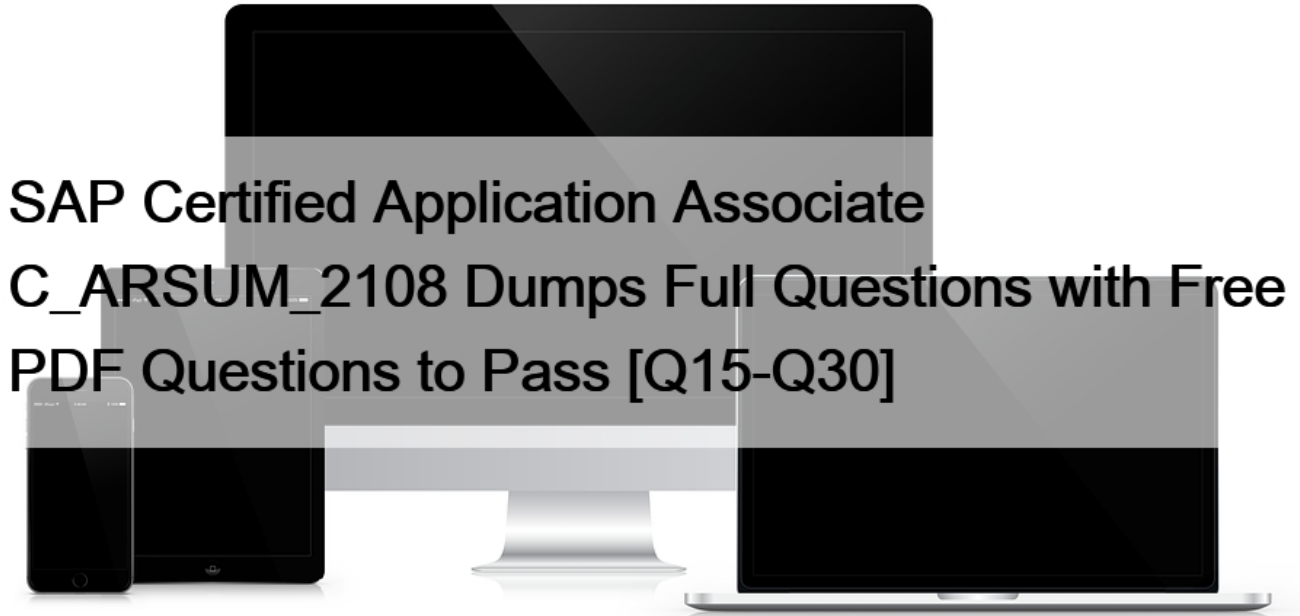 SAP Certified Application Associate
C_ARSUM_2108 Dumps Full Questions with Free
PDF Questions to Pass [Q15-Q30]